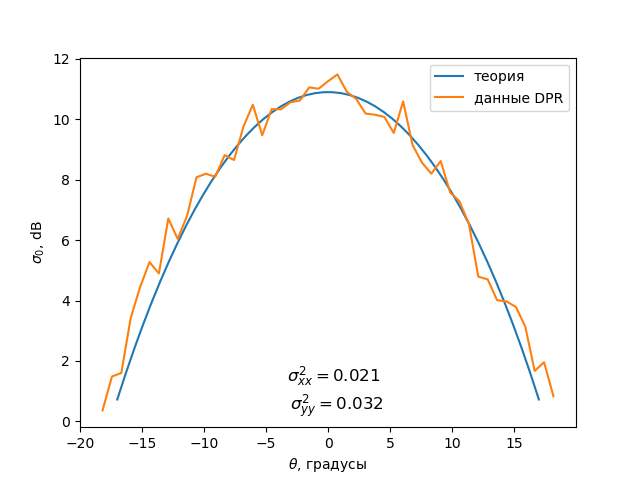 12
10
8
6
4
2
0
σ₀, dB
теория
данные DPR
σ²ₓₓ = 0.021
σ²ᵧᵧ = 0.032
−20
−15
−10
−5
0
5
10
15
θ, градусы